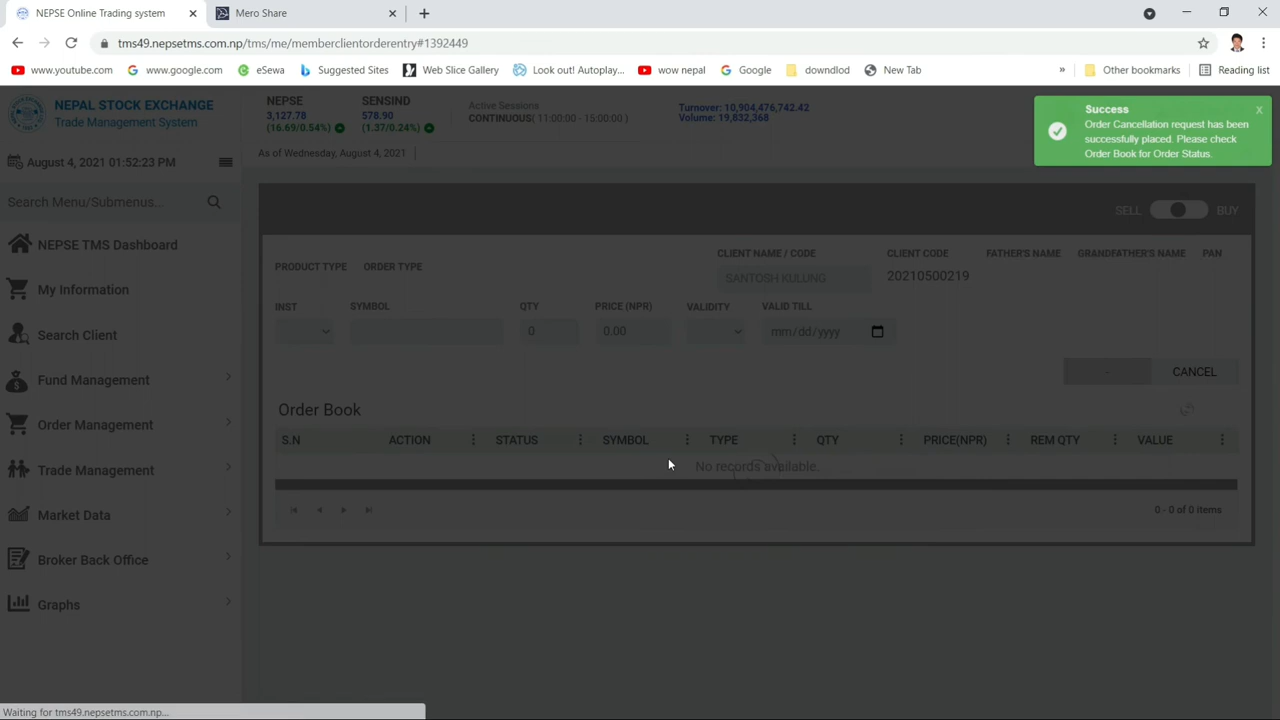 NEPSE Online Trading system
Mero Share
tms49.nepsetms.com.np/tms/me/memberclientorderentry#1392449
www.youtube.com
www.google.com
eSewa
Suggested Sites
Web Slice Gallery
Look out! Autoplay...
wow nepal
Google
downdlod
New Tab
»
Other bookmarks
Reading list
NEPAL STOCK EXCHANGE
Trade Management System
NEPSE
3,127.78
(16.69/0.54%)
SENSIND
578.90
(1.37/0.24%)
Active Sessions
CONTINUOUS( 11:00:00 - 15:00:00 )
Turnover: 10,904,476,742.42
Volume: 19,832,368
As of Wednesday, August 4, 2021
Success
x
Order Cancellation request has been
successfully placed. Please check
Order Book for Order Status.
August 4, 2021 01:52:23 PM
Search Menu/Submenus...
NEPSE TMS Dashboard
My Information
Search Client
Fund Management
Order Management
Trade Management
Market Data
Broker Back Office
Graphs
SELL
BUY
PRODUCT TYPE
ORDER TYPE
CLIENT NAME / CODE
CLIENT CODE
FATHER'S NAME
GRANDFATHER'S NAME
PAN
SANTOSH KULUNG
20210500219
INST
SYMBOL
QTY
PRICE (NPR)
VALIDITY
VALID TILL
0
0.00
mm/dd/yyyy
-
CANCEL
Order Book
S.N
ACTION
STATUS
SYMBOL
TYPE
QTY
PRICE(NPR)
REM QTY
VALUE
No records available.
0 - 0 of 0 items
Waiting for tms49.nepsetms.com.np...